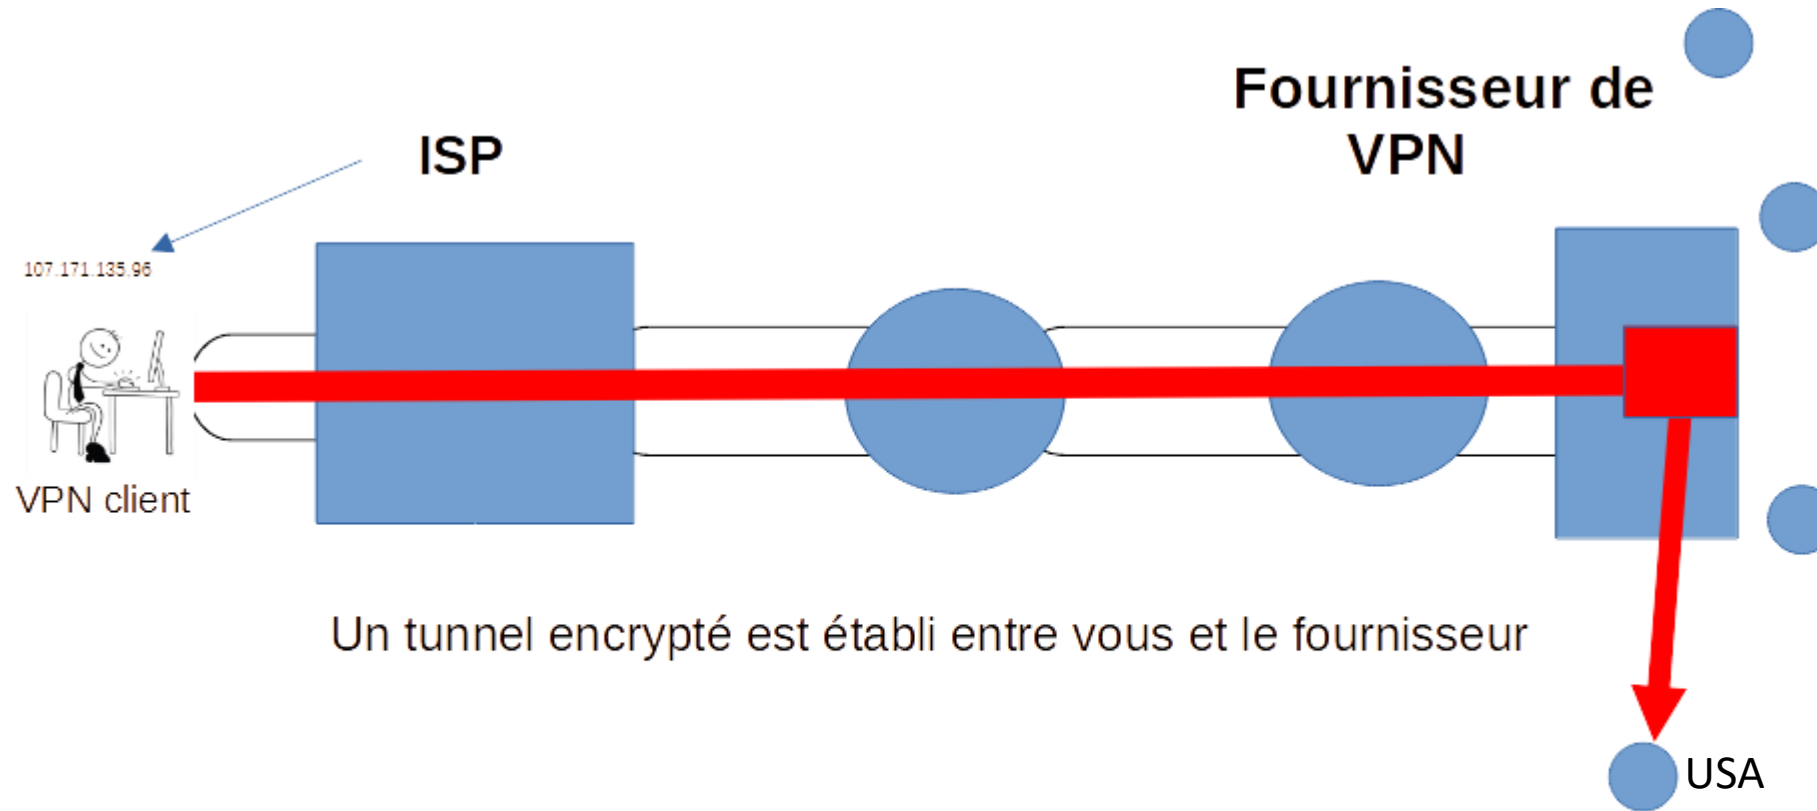 Fournisseur de
VPN
ISP
107.171.135.96
VPN client
Un tunnel encrypté est établi entre vous et le fournisseur
USA